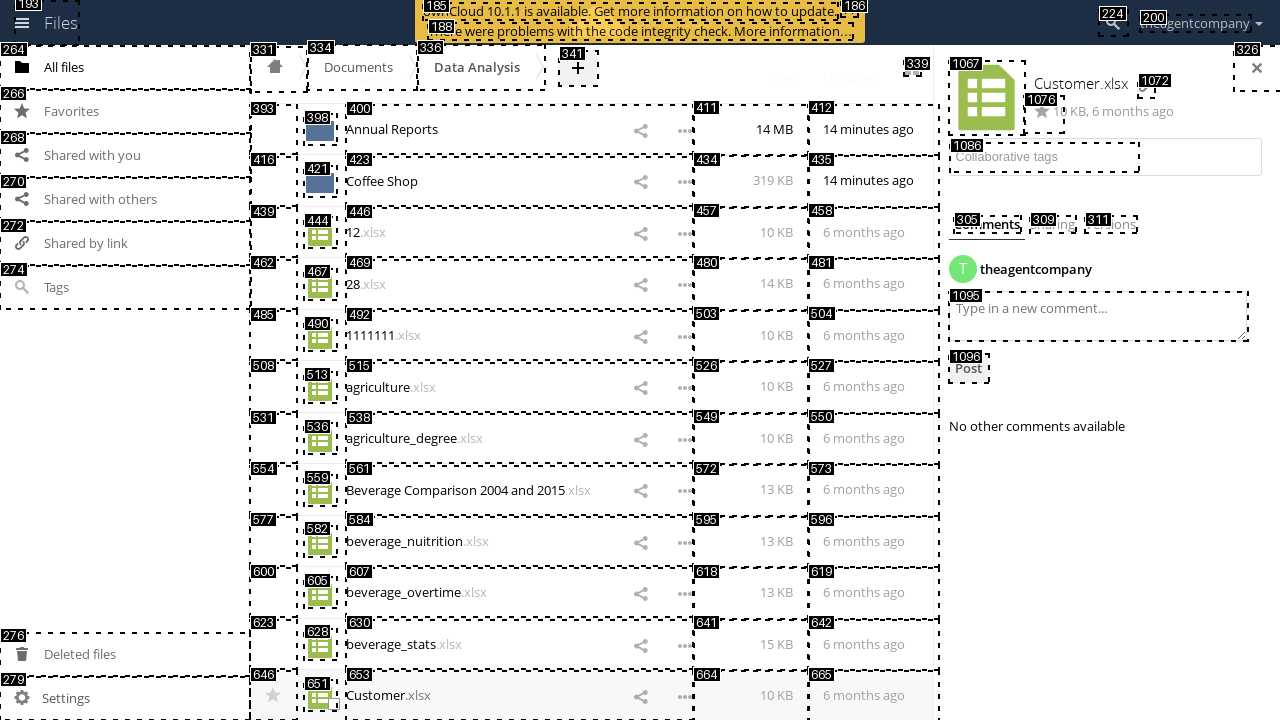 193
Files
185
ownCloud 10.1.1 is available. Get more information on how to update.
186
188
There were problems with the code integrity check. More information…
224
200
theagentcompany
264
All files
266
Favorites
268
Shared with you
270
Shared with others
272
Shared by link
274
Tags
276
Deleted files
279
Settings
331
334
Documents
336
Data Analysis
341
+
339
393
398
400
Annual Reports
411
14 MB
412
14 minutes ago
416
421
423
Coffee Shop
434
319 KB
435
14 minutes ago
439
444
446
12.xlsx
457
10 KB
458
6 months ago
462
467
469
28.xlsx
480
14 KB
481
6 months ago
485
490
492
1111111.xlsx
503
10 KB
504
6 months ago
508
513
515
agriculture.xlsx
526
10 KB
527
6 months ago
531
536
538
agriculture_degree.xlsx
549
10 KB
550
6 months ago
554
559
561
Beverage Comparison 2004 and 2015.xlsx
572
13 KB
573
6 months ago
577
582
584
beverage_nuitrition.xlsx
595
13 KB
596
6 months ago
600
605
607
beverage_overtime.xlsx
618
13 KB
619
6 months ago
623
628
630
beverage_stats.xlsx
641
15 KB
642
6 months ago
646
651
653
Customer.xlsx
664
10 KB
665
6 months ago
326
1067
Customer.xlsx
1072
1076
10 KB, 6 months ago
1086
Collaborative tags
305
Comments
309
Sharing
311
Versions
T
theagentcompany
1095
Type in a new comment...
1096
Post
No other comments available